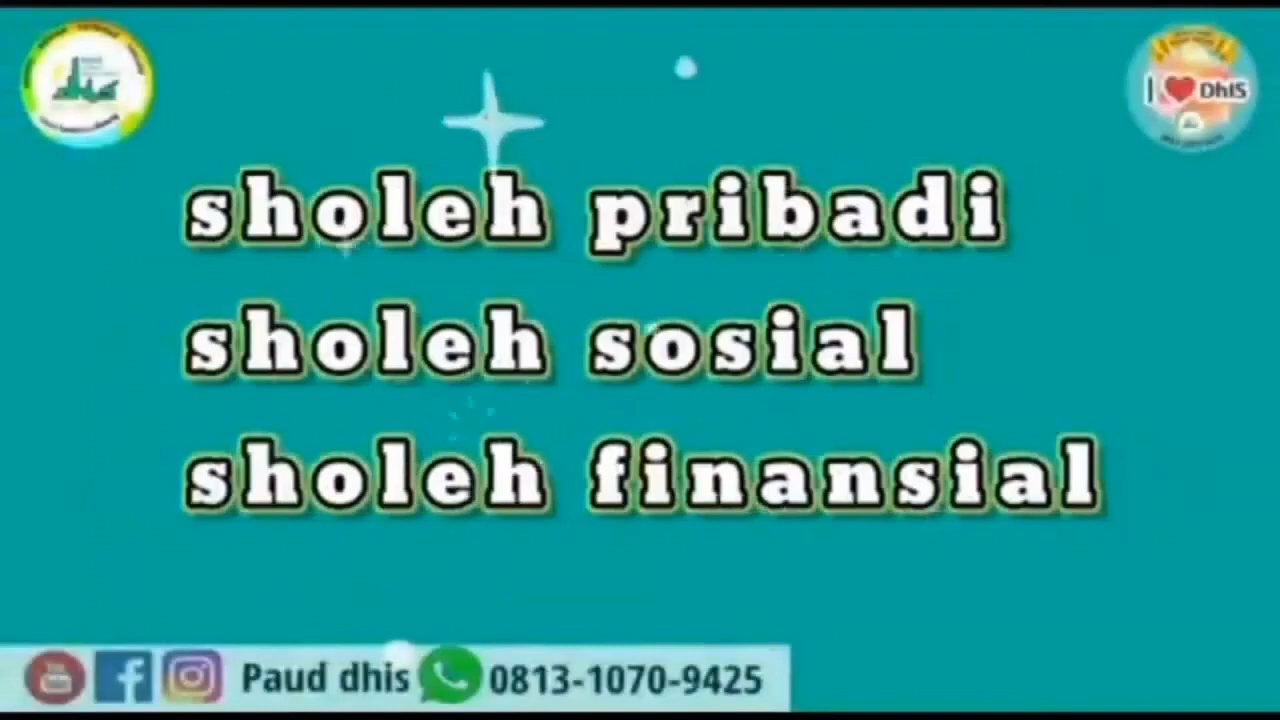 I DhIS
sholeh pribadi
sholeh sosial
sholeh finansial
Paud dhis 0813-1070-9425